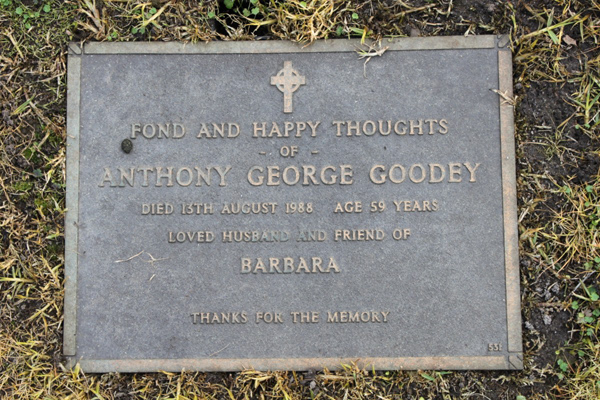 FOND AND HAPPY THOUGHTS
- OF -
ANTHONY GEORGE GOODEY
DIED 13TH AUGUST 1988 AGE 59 YEARS
LOVED HUSBAND AND FRIEND OF
BARBARA
THANKS FOR THE MEMORY
531